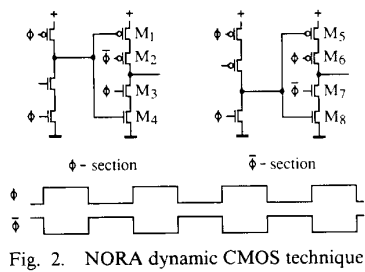 + + + +
ϕ M₁ ϕ M₅
ϕ̄ M₂ ϕ M₆
ϕ M₃ ϕ̄ M₇
ϕ M₄ ϕ̄ M₈
ϕ - section ϕ̄ - section
ϕ
ϕ̄
Fig. 2. NORA dynamic CMOS technique